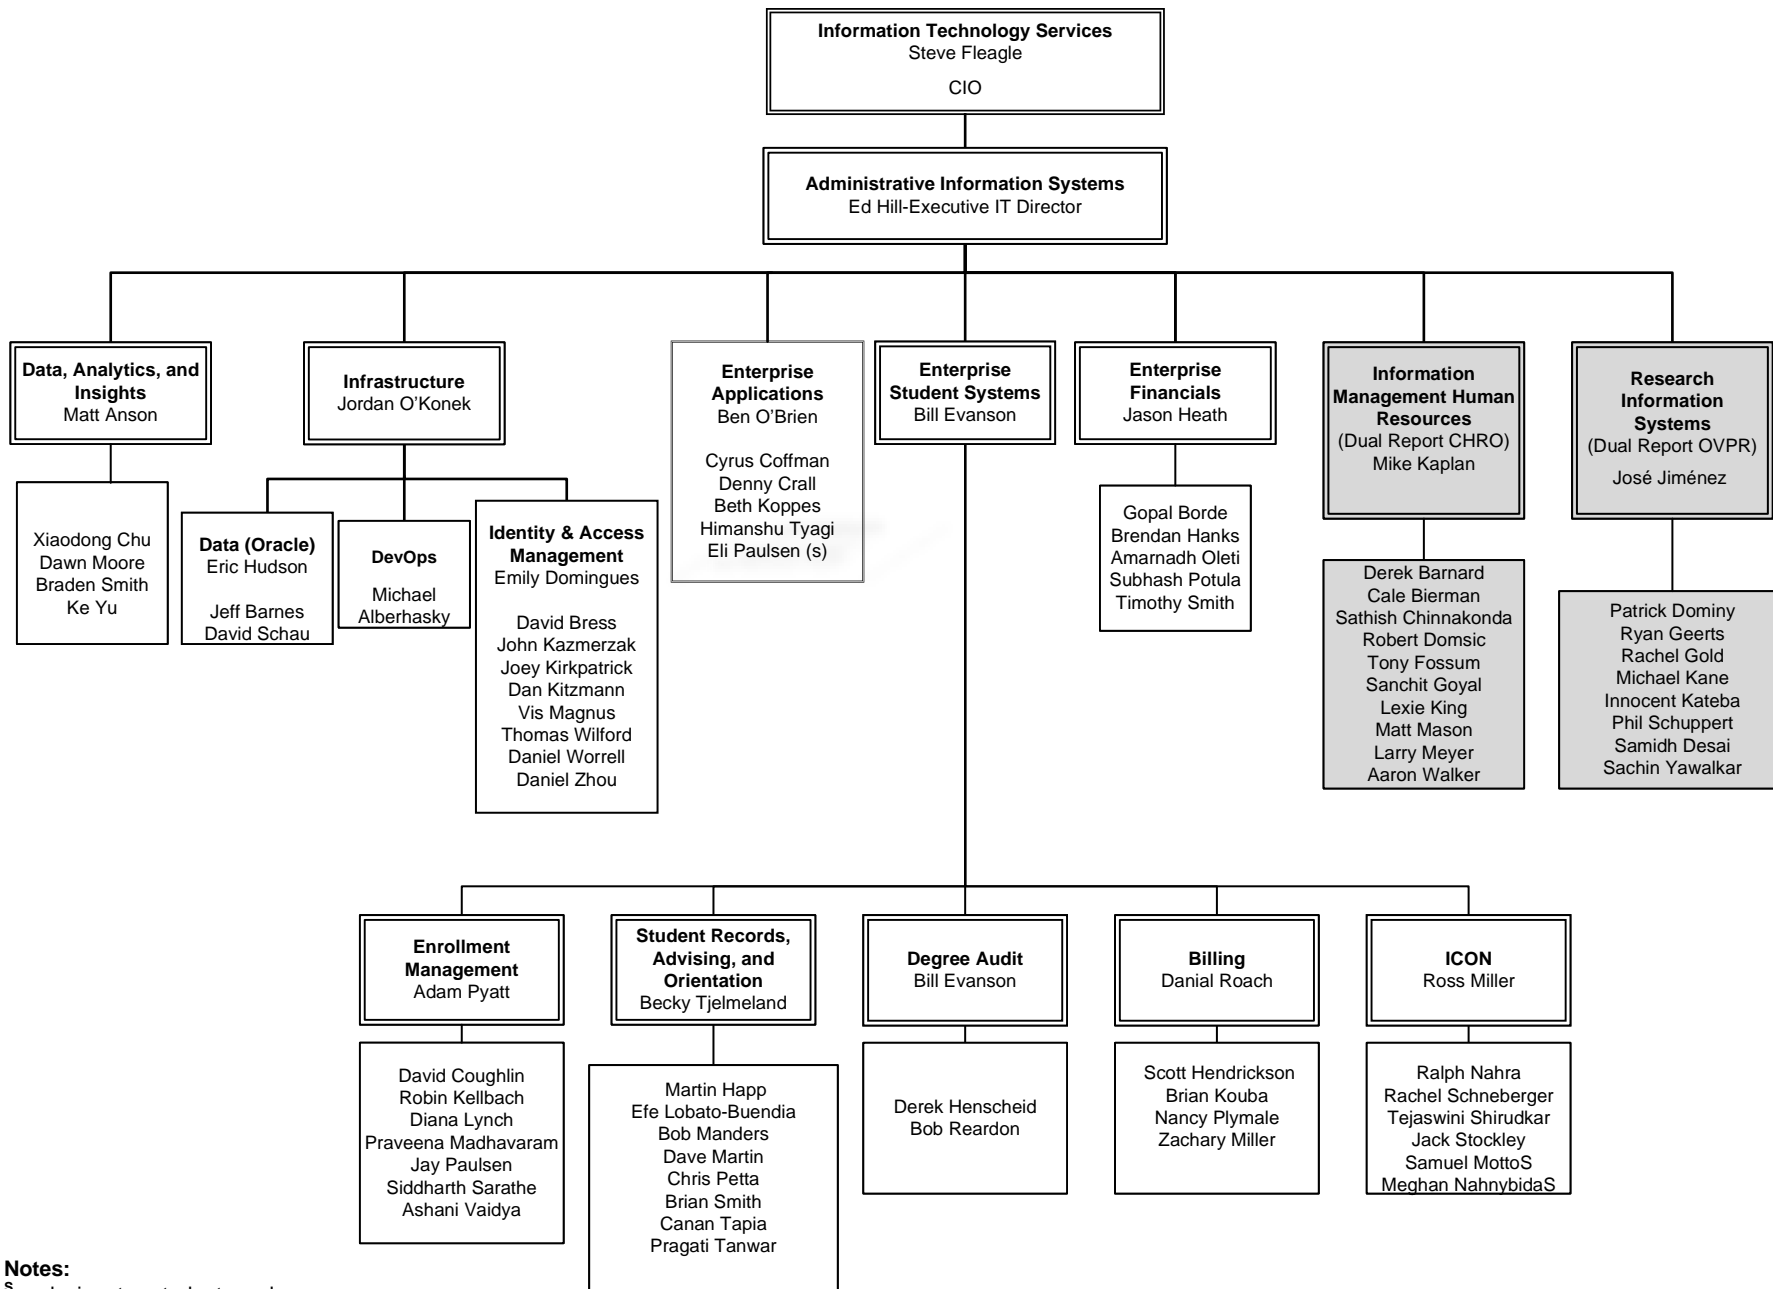 Information Technology Services
Steve Fleagle
CIO
Administrative Information Systems
Ed Hill-Executive IT Director
Data, Analytics, and
Insights
Matt Anson
Infrastructure
Jordan O'Konek
Enterprise
Applications
Ben O'Brien
Cyrus Coffman
Denny Crall
Beth Koppes
Himanshu Tyagi
Eli Paulsen (s)
Enterprise
Student Systems
Bill Evanson
Enterprise
Financials
Jason Heath
Information
Management Human
Resources
(Dual Report CHRO)
Mike Kaplan
Research
Information
Systems
(Dual Report OVPR)
José Jiménez
Xiaodong Chu
Dawn Moore
Braden Smith
Ke Yu
Data (Oracle)
Eric Hudson
Jeff Barnes
David Schau
DevOps
Michael
Alberhasky
Identity & Access
Management
Emily Domingues
David Bress
John Kazmerzak
Joey Kirkpatrick
Dan Kitzmann
Vis Magnus
Thomas Wilford
Daniel Worrell
Daniel Zhou
Gopal Borde
Brendan Hanks
Amarnadh Oleti
Subhash Potula
Timothy Smith
Derek Barnard
Cale Bierman
Sathish Chinnakonda
Robert Domsic
Tony Fossum
Sanchit Goyal
Lexie King
Matt Mason
Larry Meyer
Aaron Walker
Patrick Dominy
Ryan Geerts
Rachel Gold
Michael Kane
Innocent Kateba
Phil Schuppert
Samidh Desai
Sachin Yawalkar
Enrollment
Management
Adam Pyatt
Student Records,
Advising, and
Orientation
Becky Tjelmeland
Degree Audit
Bill Evanson
Billing
Danial Roach
ICON
Ross Miller
David Coughlin
Robin Kellbach
Diana Lynch
Praveena Madhavaram
Jay Paulsen
Siddharth Sarathe
Ashani Vaidya
Martin Happ
Efe Lobato-Buendia
Bob Manders
Dave Martin
Chris Petta
Brian Smith
Canan Tapia
Pragati Tanwar
Derek Henscheid
Bob Reardon
Scott Hendrickson
Brian Kouba
Nancy Plymale
Zachary Miller
Ralph Nahra
Rachel Schneberger
Tejaswini Shirudkar
Jack Stockley
Samuel MottoS
Meghan NahnybidaS
Notes:
S